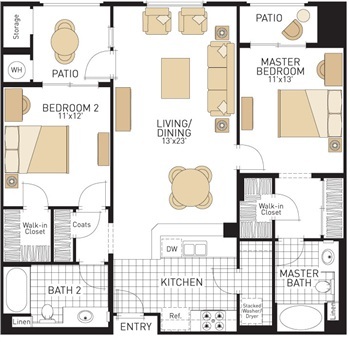 Storage
WH
PATIO
PATIO
MASTER
BEDROOM
11'x13'
BEDROOM 2
11'x12'
LIVING/
DINING
13'x23'
Walk-in
Closet
Coats
Walk-in
Closet
DW
KITCHEN
MASTER
BATH
BATH 2
Linen
ENTRY
Ref.
Stacked
Washer/
Dryer
Linen